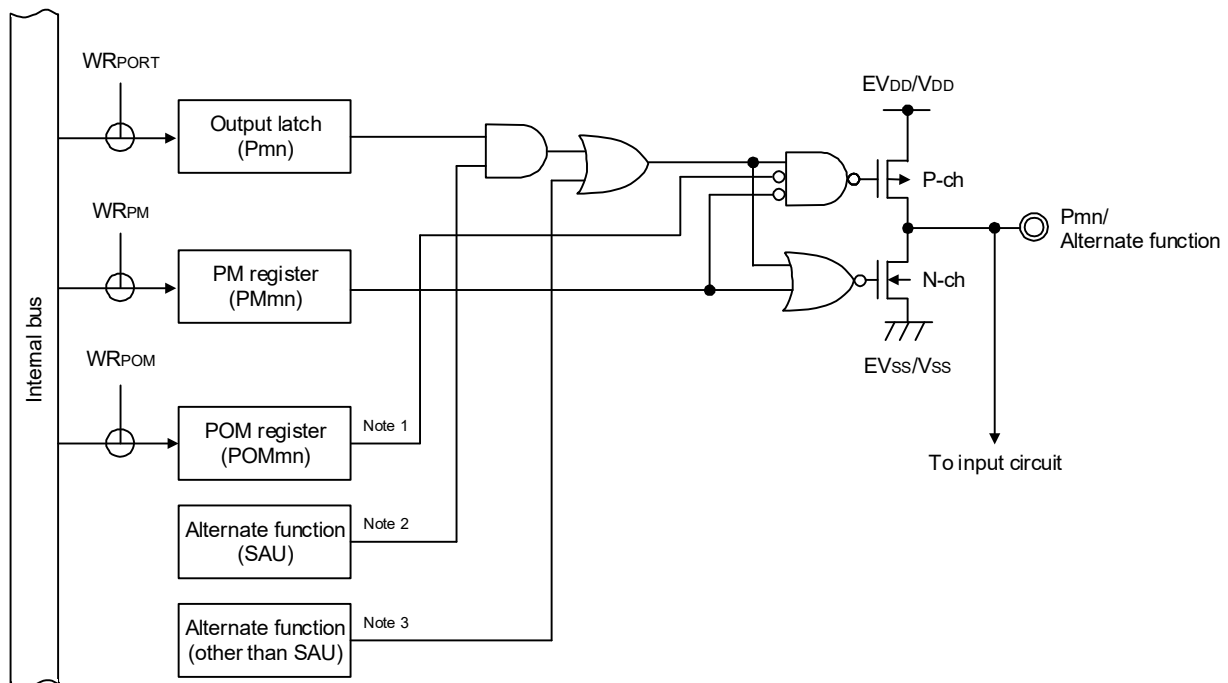 WRPORT
Output latch
(Pmn)
EVDD/VDD
P-ch
Pmn/
Alternate function
WRPM
PM register
(PMmn)
N-ch
EVSS/VSS
Internal bus
WRPOM
POM register
(POMmn)
Note 1
To input circuit
Alternate function
(SAU)
Note 2
Alternate function
(other than SAU)
Note 3